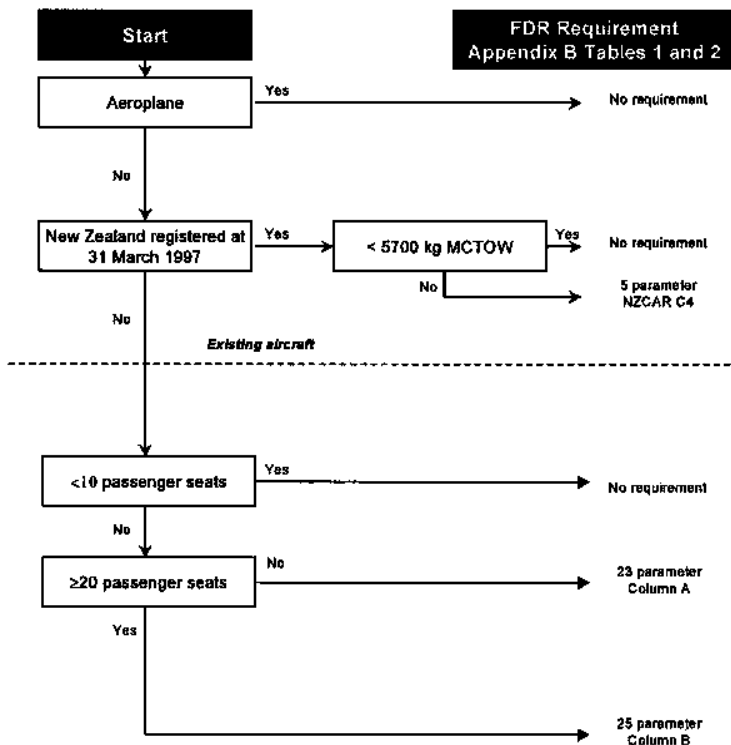 Start
FDR Requirement
Appendix B Tables 1 and 2
Aeroplane
Yes
No requirement
No
New Zealand registered at
31 March 1997
Yes
< 5700 kg MCTOW
Yes
No requirement
No
5 parameter
NZCAR C4
No
Existing aircraft
<10 passenger seats
Yes
No requirement
No
≥20 passenger seats
No
23 parameter
Column A
Yes
25 parameter
Column B